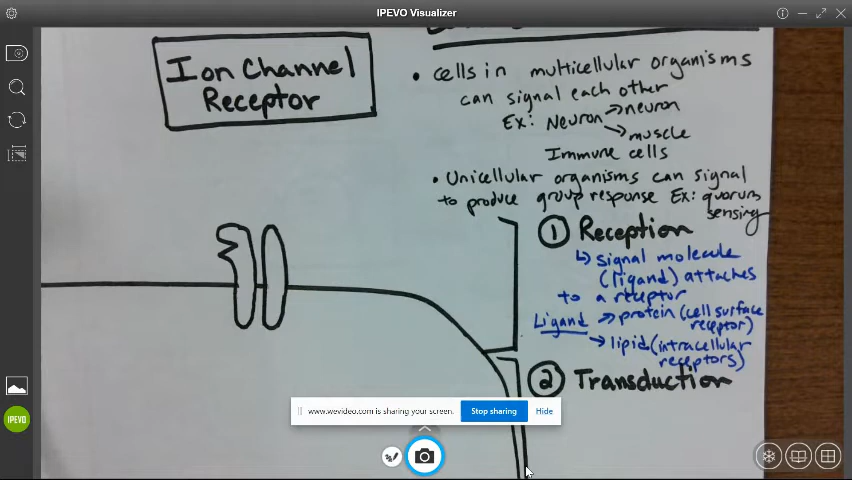 IPEVO Visualizer
Ion Channel
Receptor
• cells in multicellular organisms
can signal each other
Ex: Neuron → neuron
→ muscle
Immune cells
• Unicellular organisms can signal
to produce group response Ex: quorum
sensing
① Reception
↳ signal molecule
(ligand) attaches
to a receptor
Ligand → protein (cell surface
receptor)
→ lipid (intracellular
receptors)
② Transduction
www.wevideo.com is sharing your screen.
Stop sharing
Hide
IPEVO